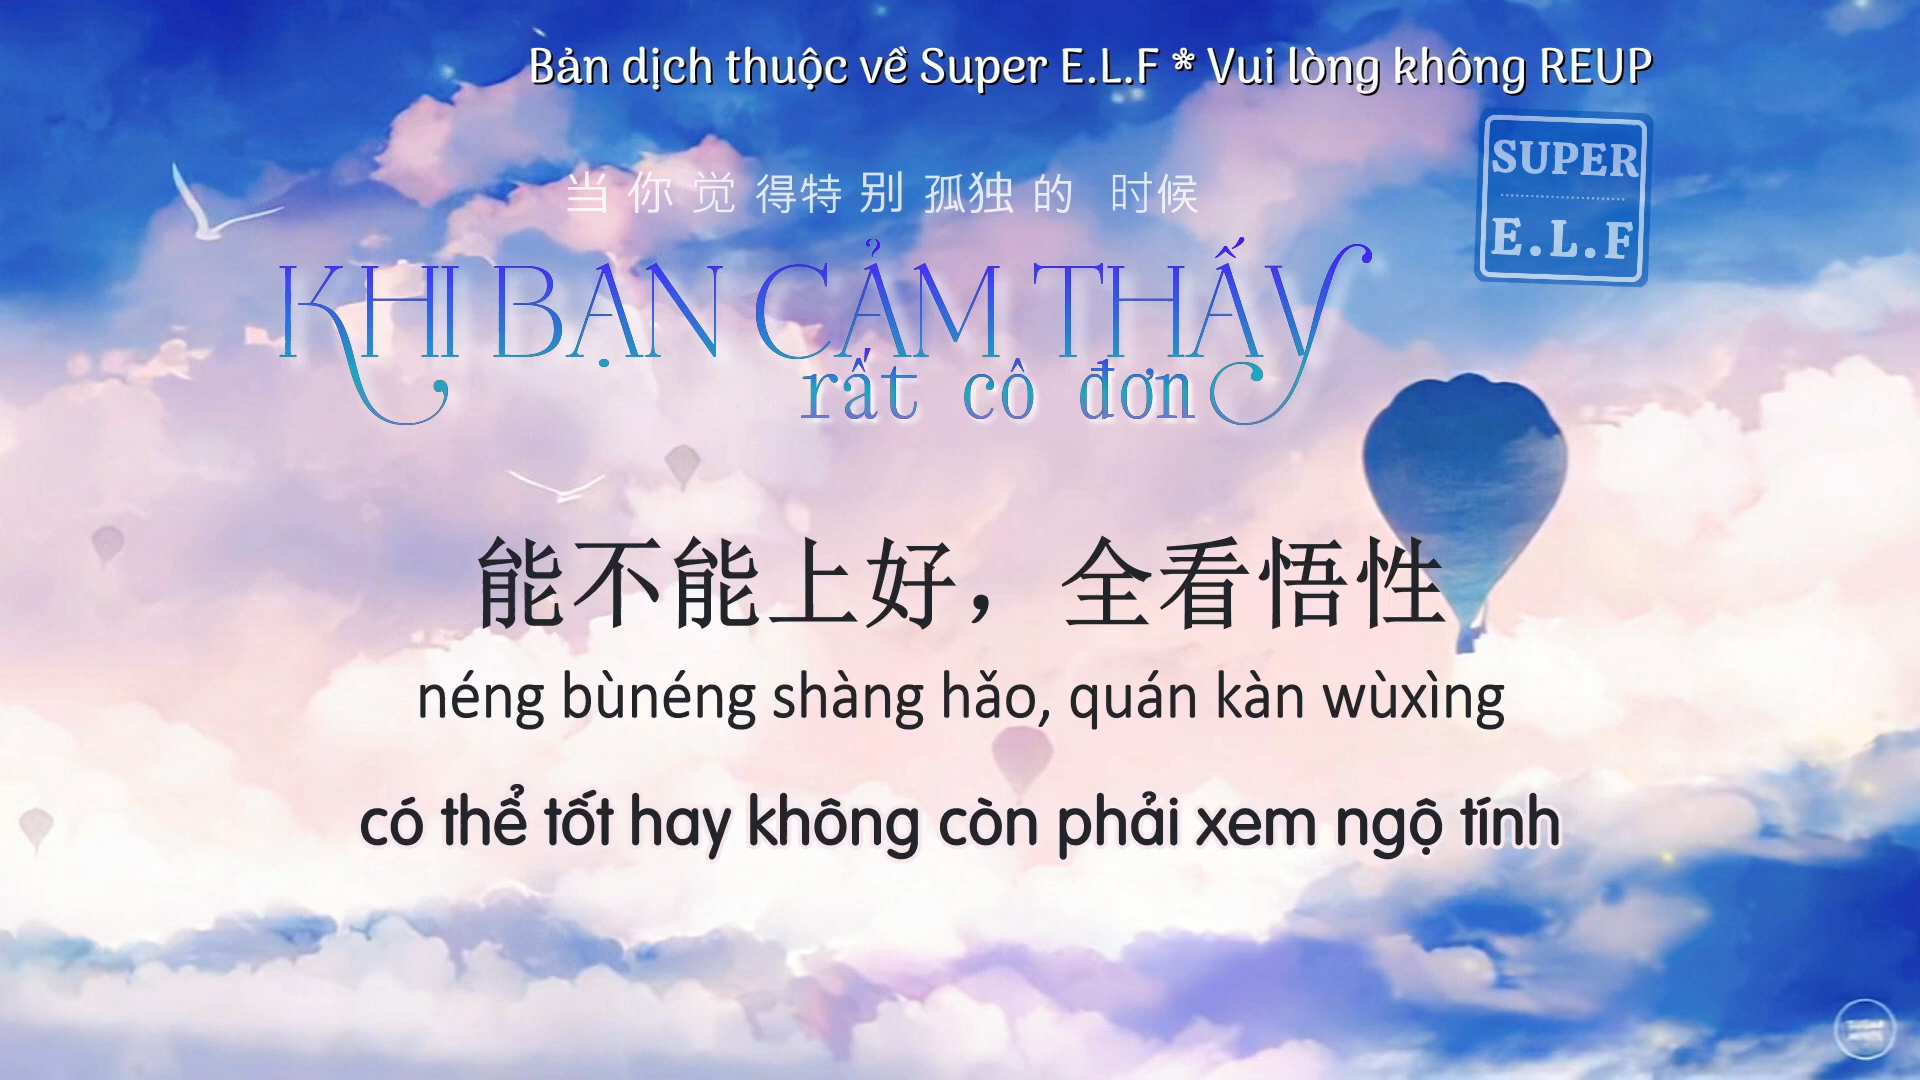 Bản dịch thuộc về Super E.L.F ❃ Vui lòng không REUP
SUPER
E.L.F
当你觉得特别孤独的 时候
KHI BẠN CẢM THẤY
rất cô đơn
能不能上好，全看悟性
néng bùnéng shàng hǎo, quán kàn wùxìng
có thể tốt hay không còn phải xem ngộ tính